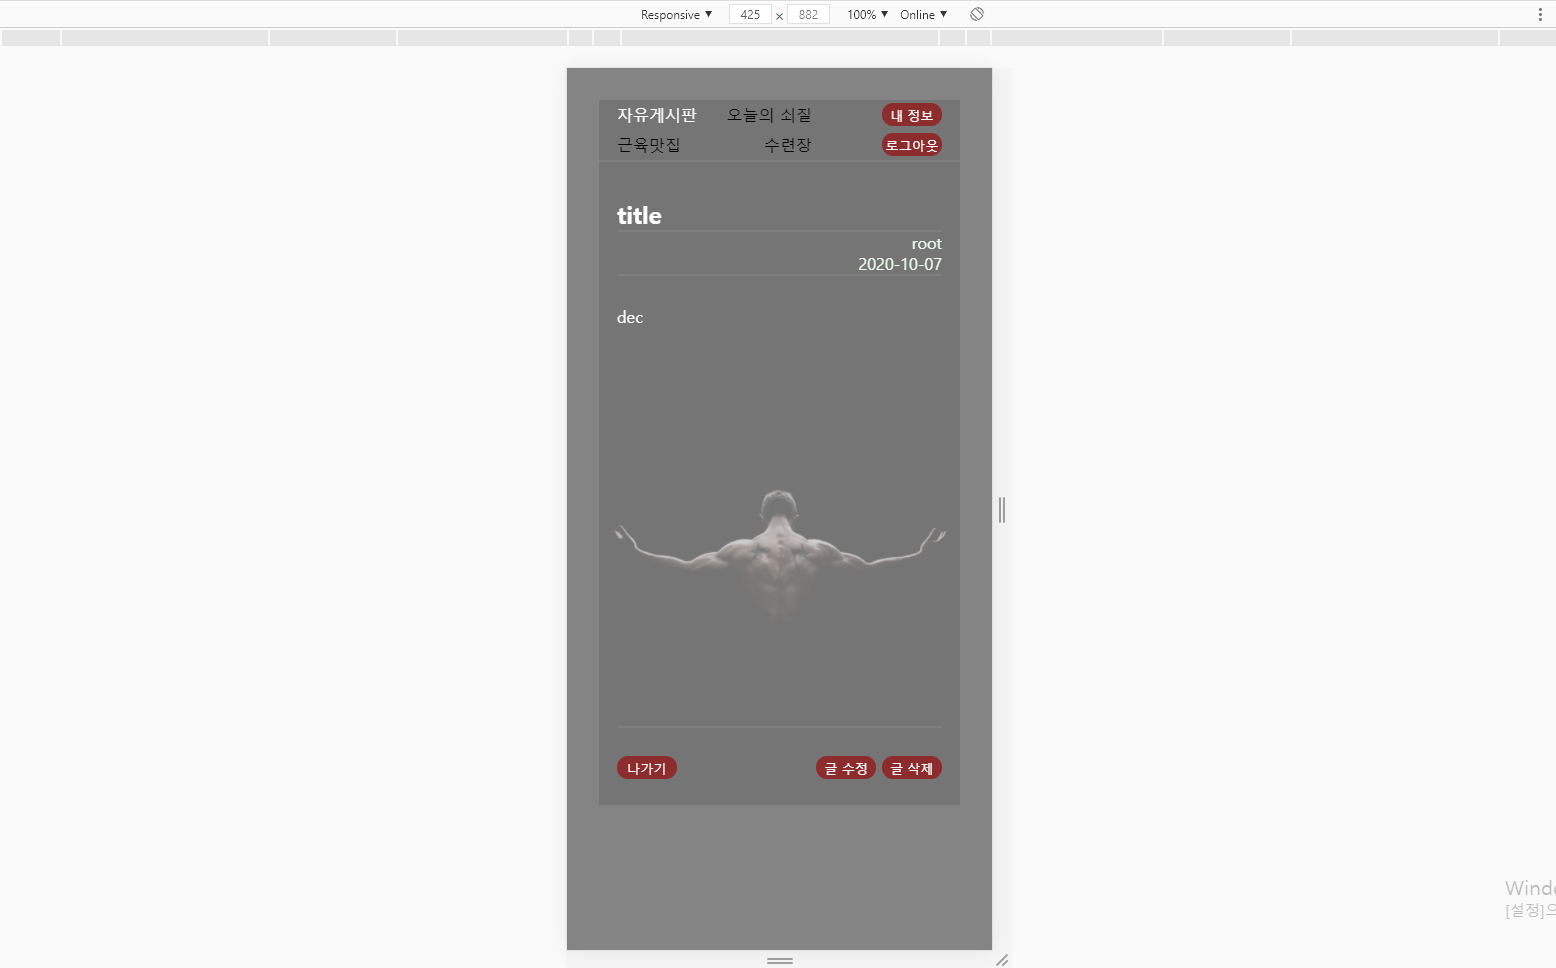 Responsive ▼ 425 × 882 100% ▼ Online ▼
자유게시판 오늘의 쇠질 내 정보
근육맛집 수련장 로그아웃
title
root
2020-10-07
dec
나가기 글 수정 글 삭제
[설정]으